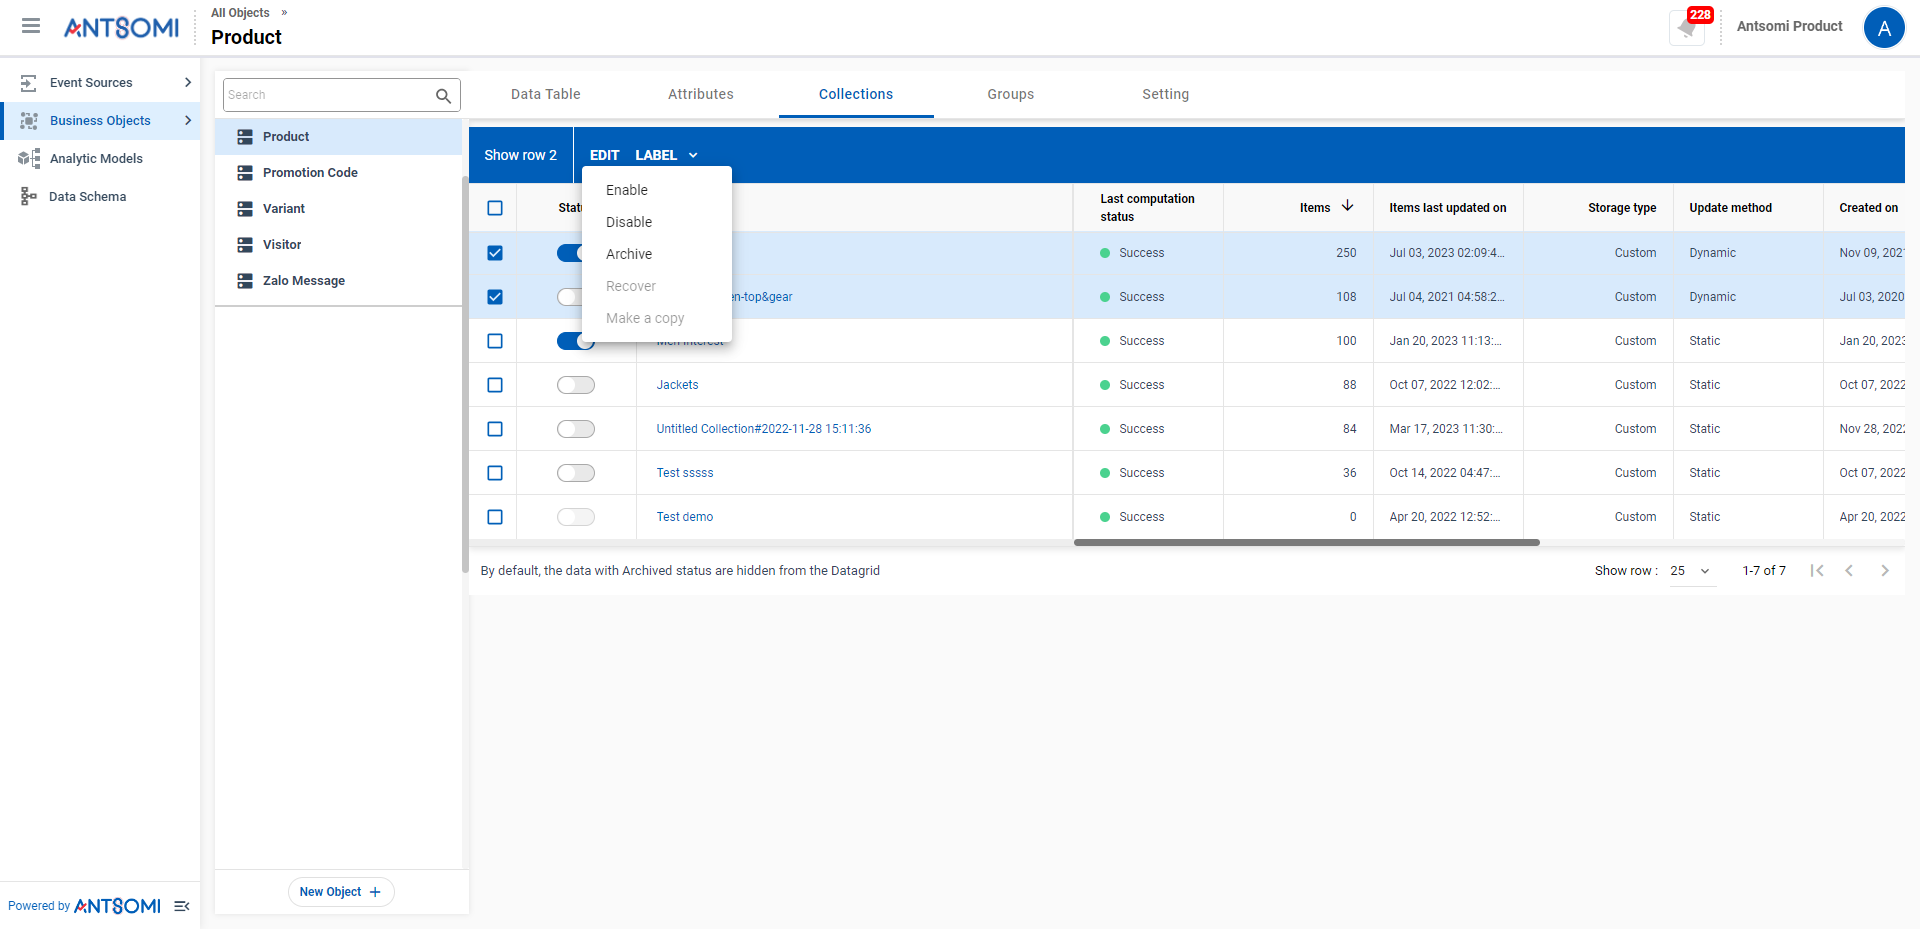 ANTSOMI
All Objects »
Product
228
Antsomi Product
A
Event Sources
Business Objects
Analytic Models
Data Schema
Search
Product
Promotion Code
Variant
Visitor
Zalo Message
New Object +
Data Table Attributes Collections Groups Setting
Show row 2 EDIT LABEL
Enable
Disable
Archive
Recover
Make a copy
Last computation status Items Items last updated on Storage type Update method Created on
Success 250 Jul 03, 2023 02:09:4... Custom Dynamic Nov 09, 202
en-top&gear Success 108 Jul 04, 2021 04:58:2... Custom Dynamic Jul 03, 2020
Men interest Success 100 Jan 20, 2023 11:13:... Custom Static Jan 20, 2023
Jackets Success 88 Oct 07, 2022 12:02:... Custom Static Oct 07, 2022
Untitled Collection#2022-11-28 15:11:36 Success 84 Mar 17, 2023 11:30:... Custom Static Nov 28, 2022
Test sssss Success 36 Oct 14, 2022 04:47:... Custom Static Oct 07, 2022
Test demo Success 0 Apr 20, 2022 12:52:... Custom Static Apr 20, 2022
By default, the data with Archived status are hidden from the Datagrid
Show row : 25 1-7 of 7
Powered by ANTSOMI